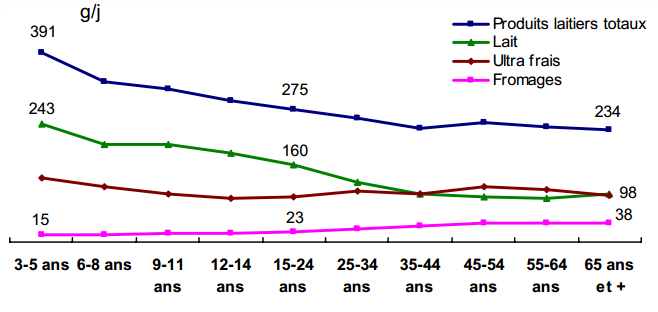 g/j
Produits laitiers totaux
Lait
Ultra frais
Fromages
391
243
15
275
160
23
234
98
38
3-5 ans 6-8 ans 9-11 12-14 15-24 25-34 35-44 45-54 55-64 65 ans
ans ans ans ans ans ans ans et +